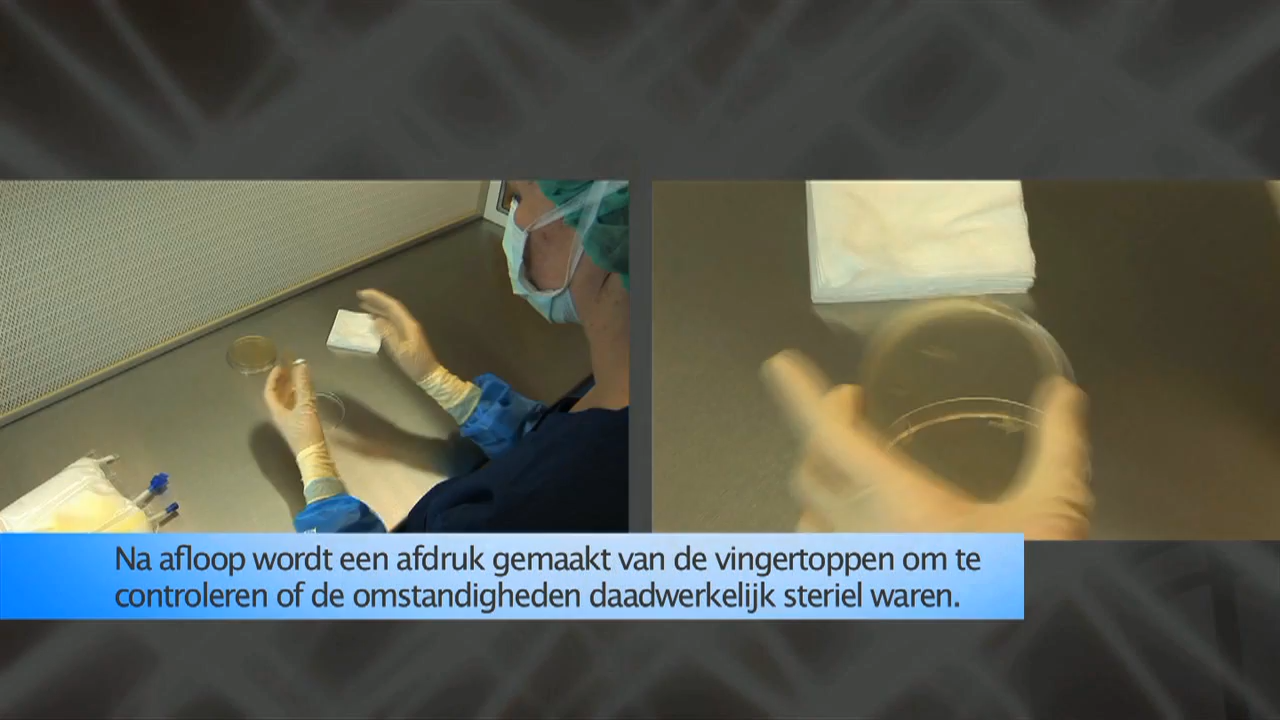 Na afloop wordt een afdruk gemaakt van de vingertoppen om te
controleren of de omstandigheden daadwerkelijk steriel waren.